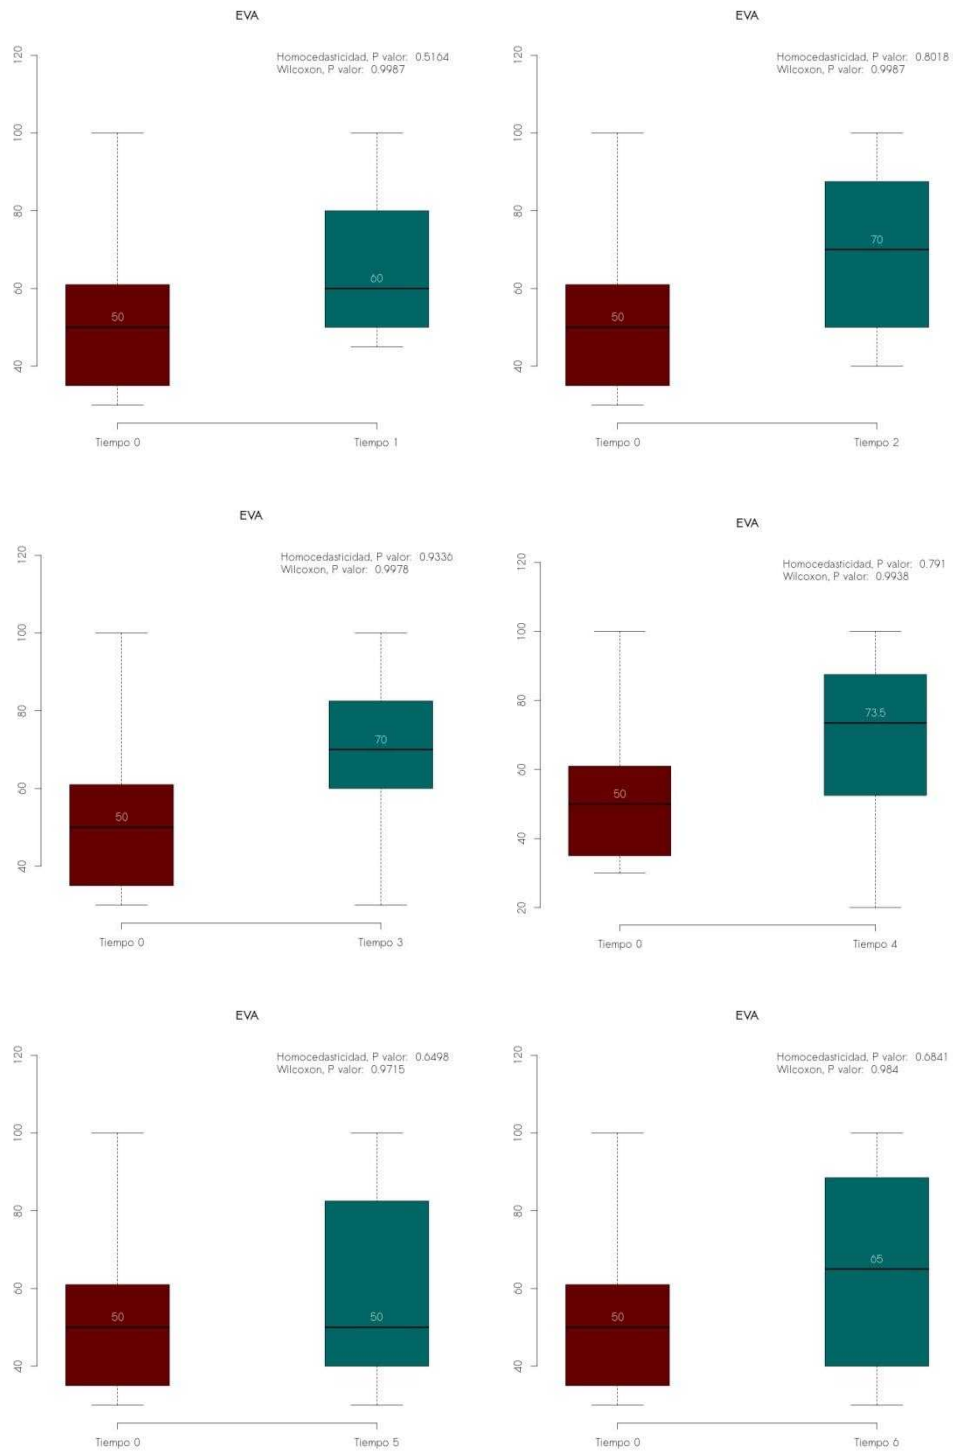 EVA
Homocedasticidad, P valor: 0.5164
Wilcoxon, P valor: 0.9987
120
100
80
60
40
50
60
Tiempo 0
Tiempo 1
EVA
Homocedasticidad, P valor: 0.8018
Wilcoxon, P valor: 0.9987
120
100
80
60
40
50
70
Tiempo 0
Tiempo 2
EVA
Homocedasticidad, P valor: 0.9336
Wilcoxon, P valor: 0.9978
120
100
80
60
40
50
70
Tiempo 0
Tiempo 3
EVA
Homocedasticidad, P valor: 0.791
Wilcoxon, P valor: 0.9938
120
100
80
60
40
20
50
73.5
Tiempo 0
Tiempo 4
EVA
Homocedasticidad, P valor: 0.6498
Wilcoxon, P valor: 0.9715
120
100
80
60
40
50
50
Tiempo 0
Tiempo 5
EVA
Homocedasticidad, P valor: 0.6841
Wilcoxon, P valor: 0.984
120
100
80
60
40
50
65
Tiempo 0
Tiempo 6